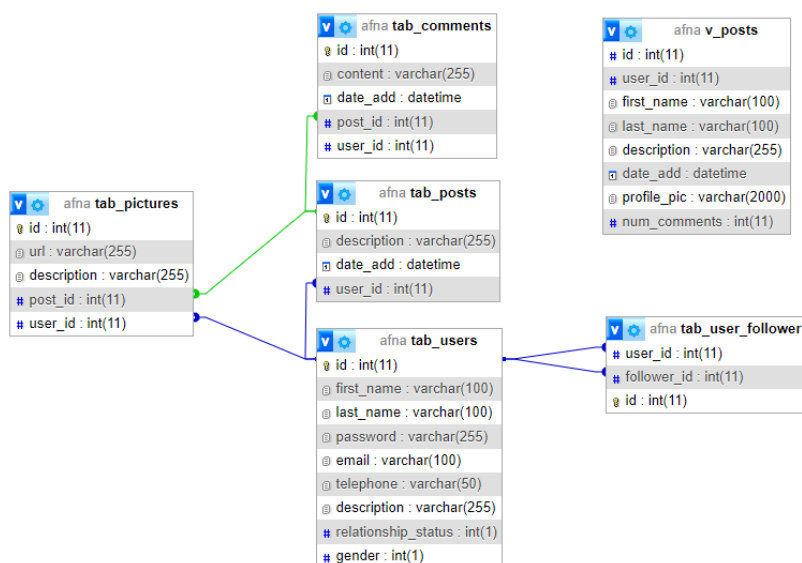 afna tab_comments
id : int(11)
content : varchar(255)
date_add : datetime
post_id : int(11)
user_id : int(11)
afna v_posts
id : int(11)
user_id : int(11)
first_name : varchar(100)
last_name : varchar(100)
description : varchar(255)
date_add : datetime
profile_pic : varchar(2000)
num_comments : int(11)
afna tab_pictures
id : int(11)
url : varchar(255)
description : varchar(255)
post_id : int(11)
user_id : int(11)
afna tab_posts
id : int(11)
description : varchar(255)
date_add : datetime
user_id : int(11)
afna tab_users
id : int(11)
first_name : varchar(100)
last_name : varchar(100)
password : varchar(255)
email : varchar(100)
telephone : varchar(50)
description : varchar(255)
relationship_status : int(1)
gender : int(1)
afna tab_user_follower
user_id : int(11)
follower_id : int(11)
id : int(11)